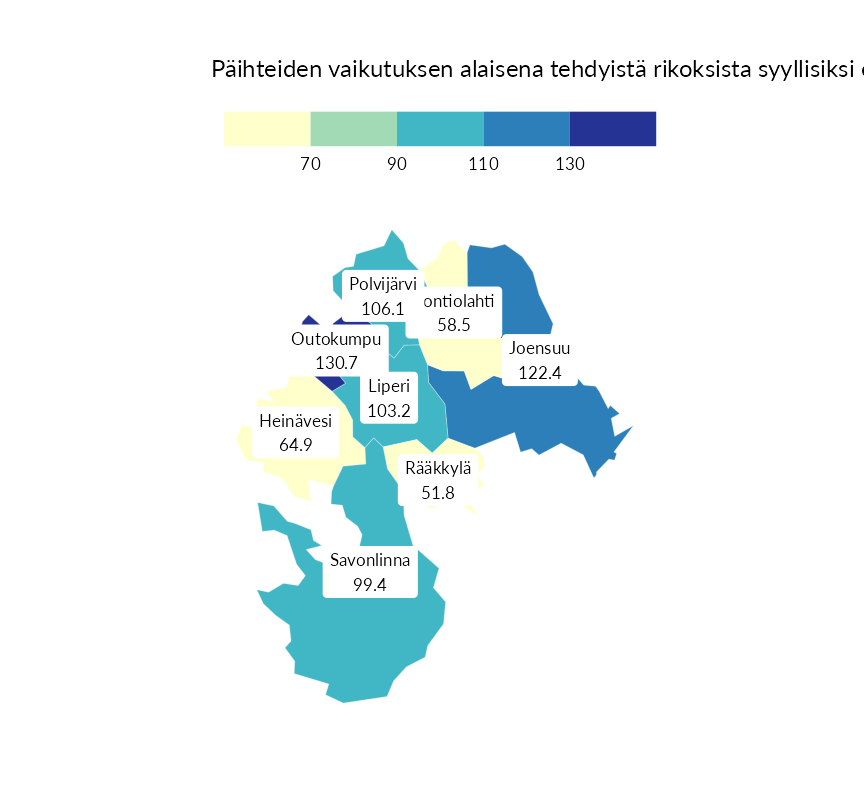 Päihteiden vaikutuksen alaisena tehdyistä rikoksista syyllisiksi
70 90 110 130
Polvijärvi
106.1
ontiolahti
58.5
Outokumpu
130.7
Joensuu
122.4
Liperi
103.2
Heinävesi
64.9
Rääkkylä
51.8
Savonlinna
99.4